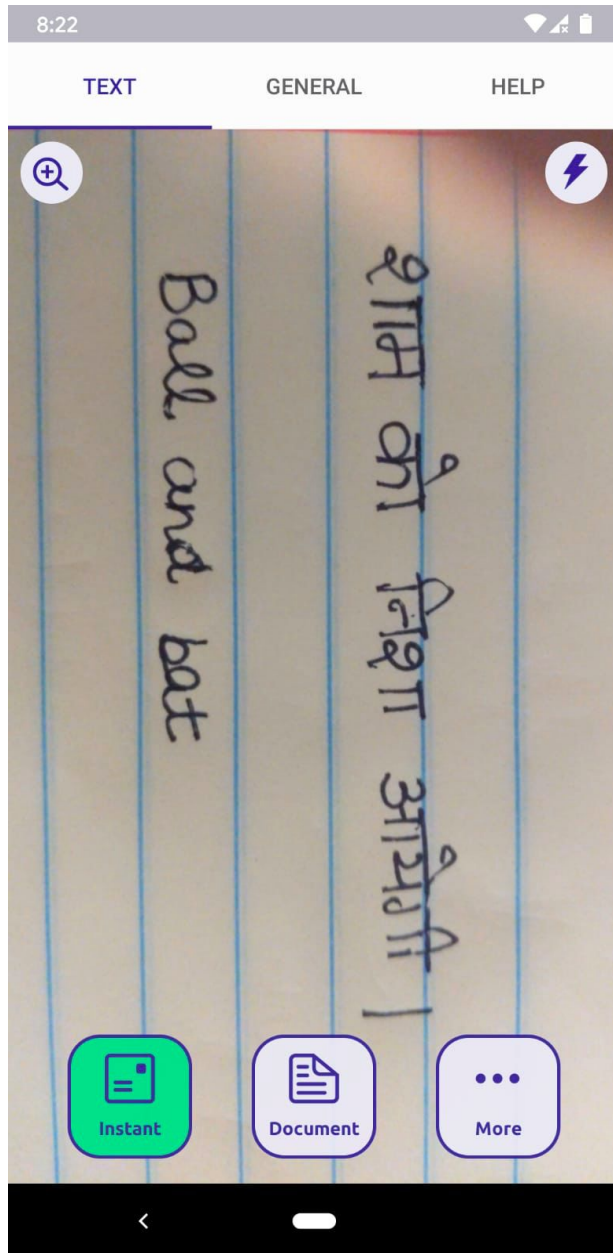 8:22
TEXT GENERAL HELP
शाम को निशा आयेगी।
Ball and bat
Instant Document More